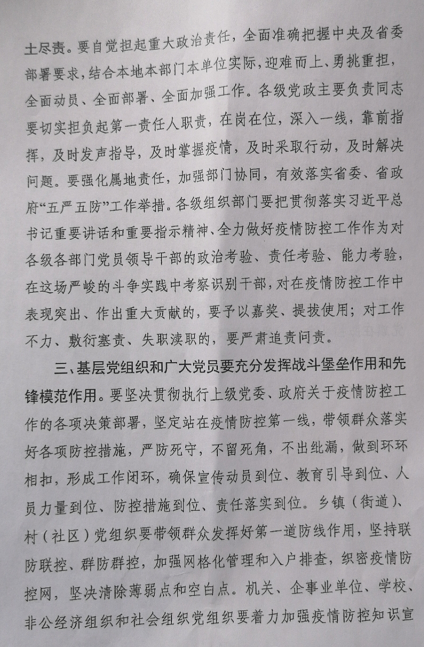 土尽责。要自觉担起重大政治责任，全面准确把握中央及省委
部署要求，结合本地本部门本单位实际，迎难而上、勇挑重担，
全面动员、全面部署、全面加强工作。各级党政主要负责同志
要切实担负起第一责任人职责，在岗在位，深入一线，靠前指
挥，及时发声指导，及时掌握疫情，及时采取行动，及时解决
问题。要强化属地责任，加强部门协同，有效落实省委、省政
府“五严五防”工作举措。各级组织部门要把贯彻落实习近平总
书记重要讲话和重要指示精神、全力做好疫情防控工作作为对
各级各部门党员领导干部的政治考验、责任考验、能力考验，
在这场严峻的斗争实践中考察识别干部，对在疫情防控工作中
表现突出、作出重大贡献的，要予以嘉奖、提拔使用；对工作
不力、敷衍塞责、失职渎职的，要严肃追责问责。
三、基层党组织和广大党员要充分发挥战斗堡垒作用和先
锋模范作用。要坚决贯彻执行上级党委、政府关于疫情防控工
作的各项决策部署，坚定站在疫情防控第一线，带领群众落实
好各项防控措施，严防死守，不留死角，不出纰漏，做到环环
相扣，形成工作闭环，确保宣传动员到位、教育引导到位、人
员力量到位、防控措施到位、责任落实到位。乡镇（街道）、
村（社区）党组织要带领群众发挥好第一道防线作用，坚持联
防联控、群防群控，加强网格化管理和入户排查，织密疫情防
控网，坚决清除薄弱点和空白点。机关、企事业单位、学校、
非公经济组织和社会组织党组织要着力加强疫情防控知识宣